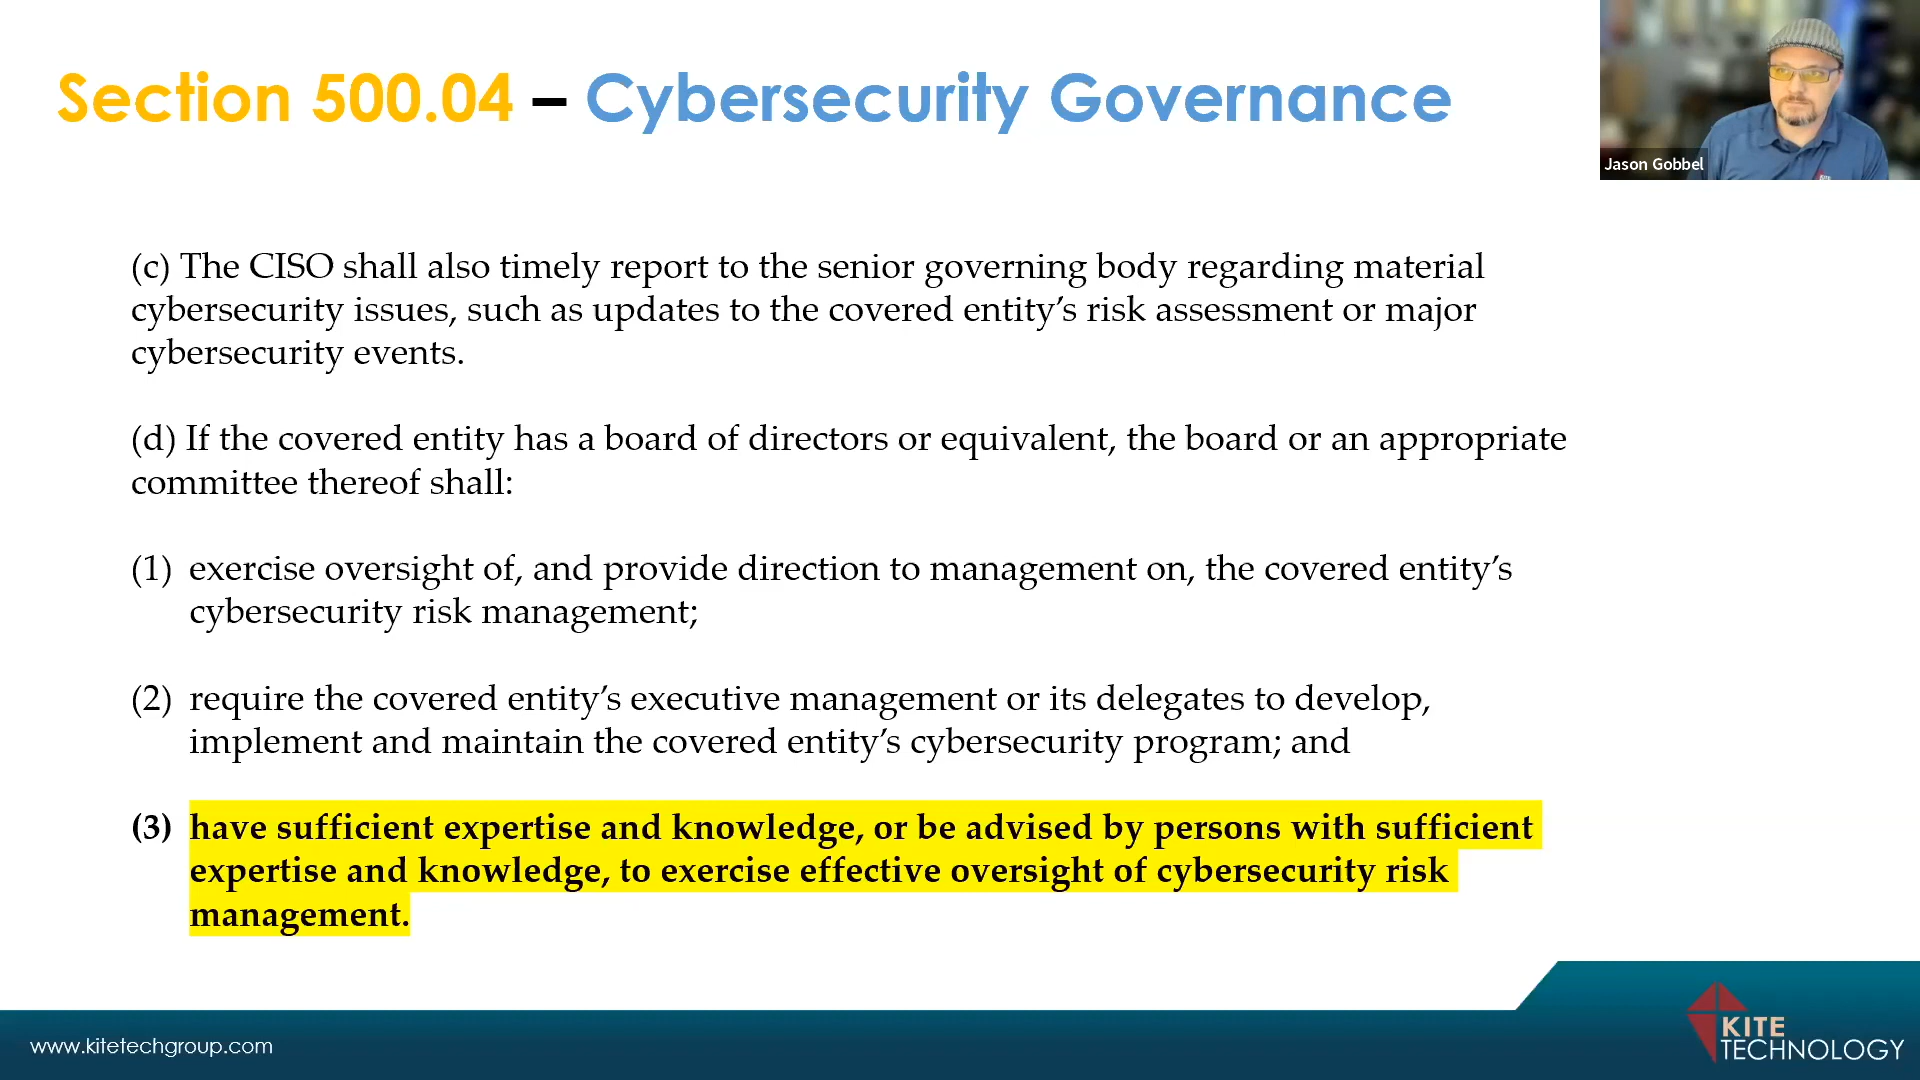 Section 500.04 – Cybersecurity Governance
Jason Gobbel
(c) The CISO shall also timely report to the senior governing body regarding material
cybersecurity issues, such as updates to the covered entity’s risk assessment or major
cybersecurity events.
(d) If the covered entity has a board of directors or equivalent, the board or an appropriate
committee thereof shall:
(1) exercise oversight of, and provide direction to management on, the covered entity’s
cybersecurity risk management;
(2) require the covered entity’s executive management or its delegates to develop,
implement and maintain the covered entity’s cybersecurity program; and
(3) have sufficient expertise and knowledge, or be advised by persons with sufficient
expertise and knowledge, to exercise effective oversight of cybersecurity risk
management.
www.kitetechgroup.com
KITE
TECHNOLOGY